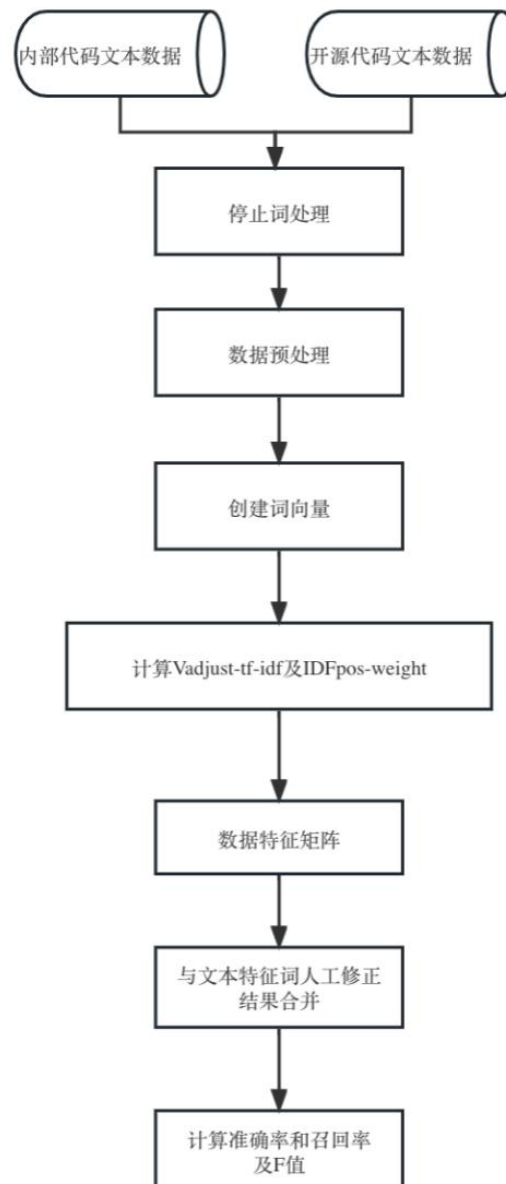 内部代码文本数据
开源代码文本数据
停止词处理
数据预处理
创建词向量
计算Vadjust-tf-idf及IDFpos-weight
数据特征矩阵
与文本特征词人工修正
结果合并
计算准确率和召回率
及F值